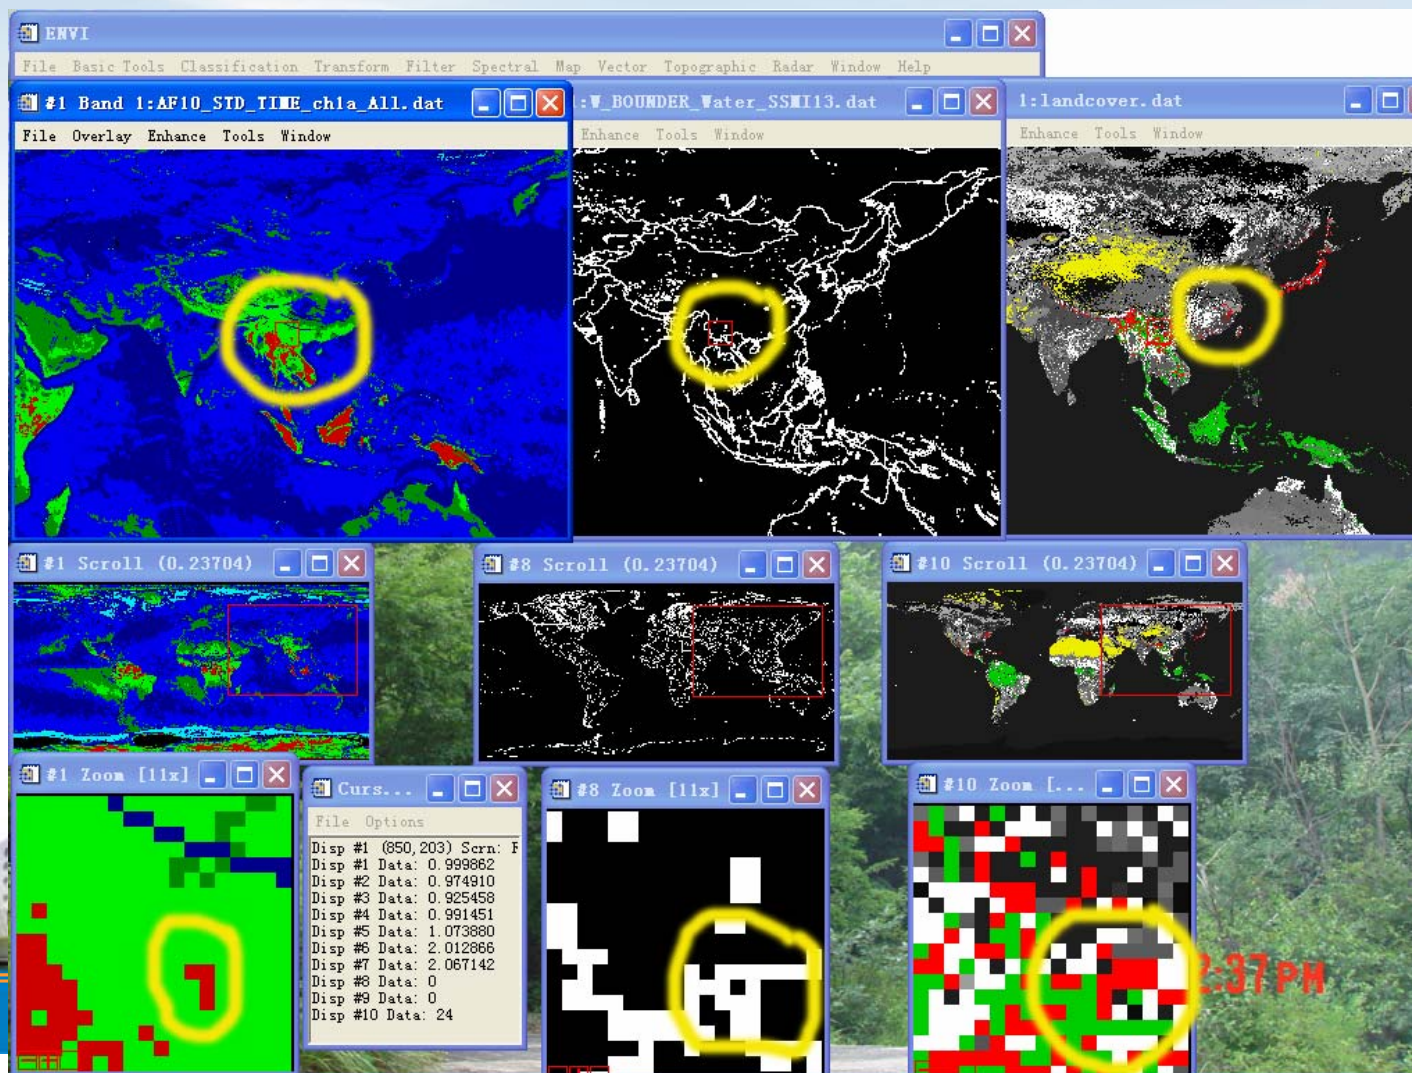 ENVI
File Basic Tools Classification Transform Filter Spectral Map Vector Topographic Radar Window Help
#1 Band 1:AF10_STD_TIME_ch1a_All.dat
File Overlay Enhance Tools Window
:W_BOUNDER_Water_SSMI13.dat
Enhance Tools Window
1:landcover.dat
Enhance Tools Window
#1 Scroll (0.23704)
#8 Scroll (0.23704)
#10 Scroll (0.23704)
#1 Zoom [11x]
Curs...
File Options
Disp #1 (850,203) Scrn: F
Disp #1 Data: 0.999862
Disp #2 Data: 0.974910
Disp #3 Data: 0.925458
Disp #4 Data: 0.991451
Disp #5 Data: 1.073880
Disp #6 Data: 2.012866
Disp #7 Data: 2.067142
Disp #8 Data: 0
Disp #9 Data: 0
Disp #10 Data: 24
#8 Zoom [11x]
#10 Zoom [...
2:37 PM